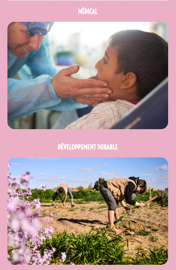 MÉDICAL
DÉVELOPPEMENT DURABLE